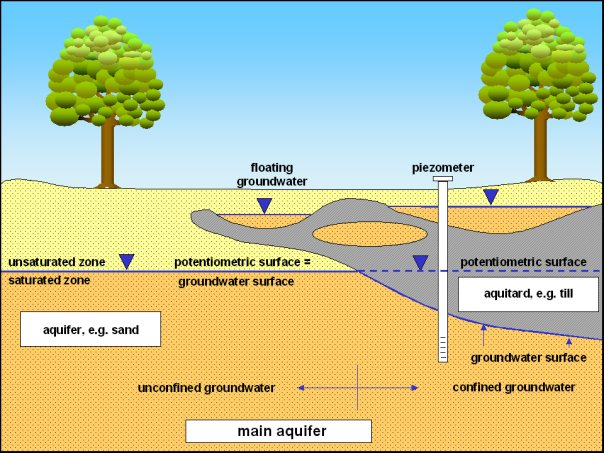 floating
groundwater
piezometer
unsaturated zone
potentiometric surface =
potentiometric surface
saturated zone
groundwater surface
aquitard, e.g. till
aquifer, e.g. sand
groundwater surface
unconfined groundwater
confined groundwater
main aquifer